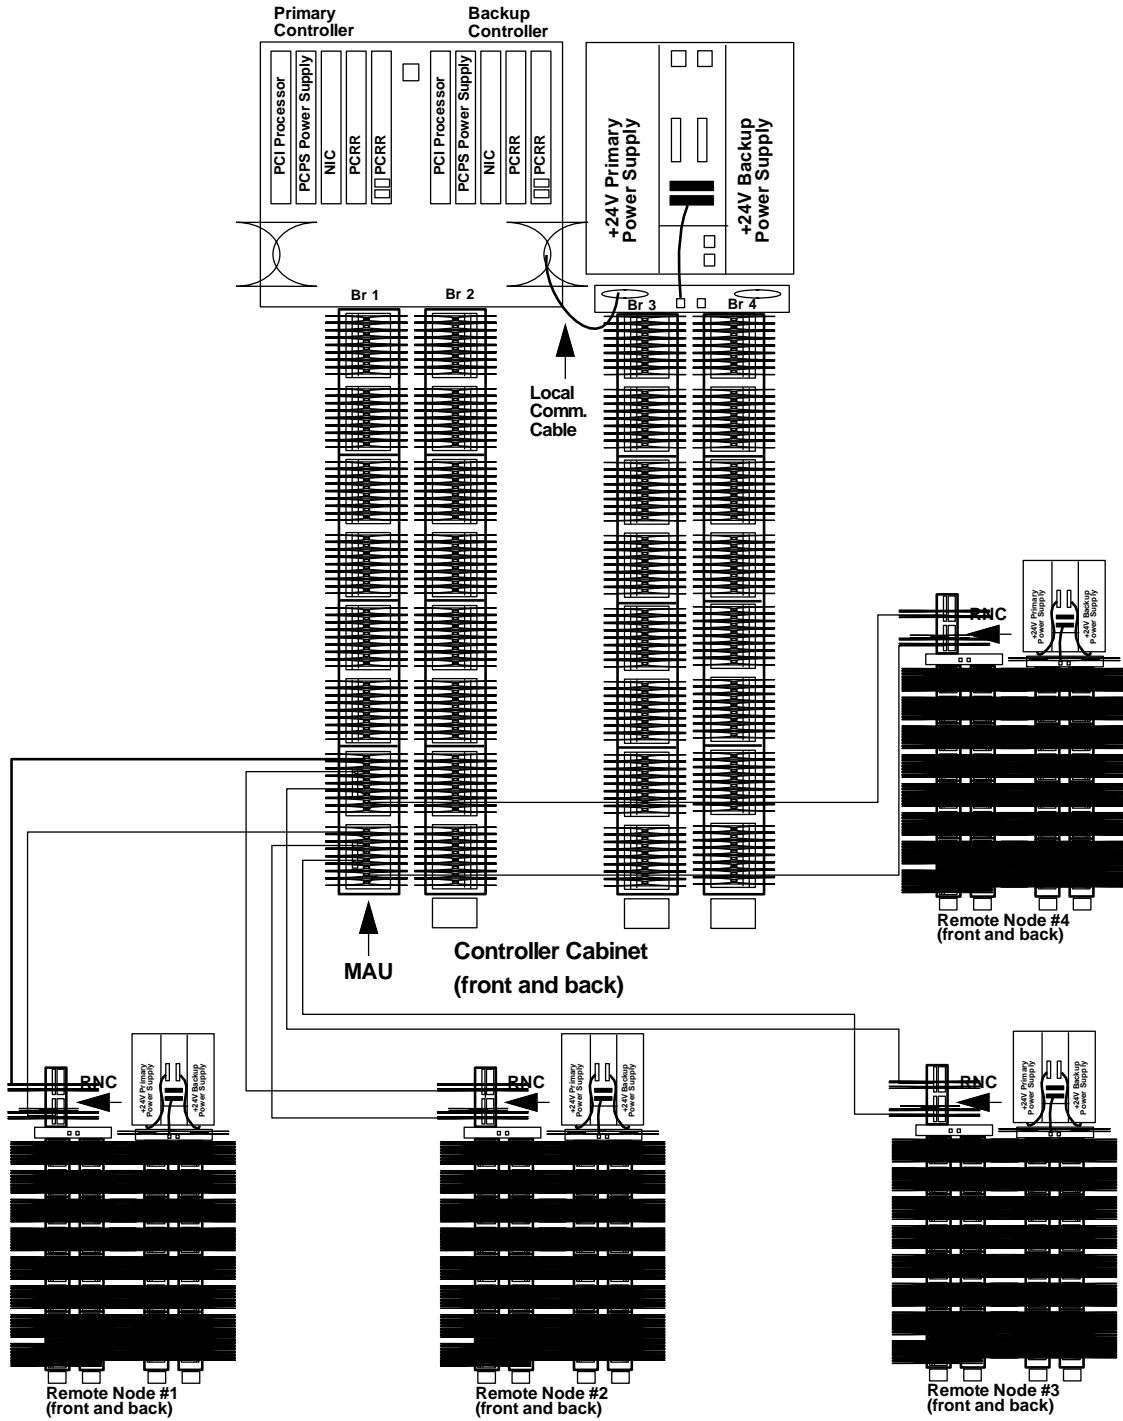 Primary
Controller
Backup
Controller
PCI Processor
PCPS Power Supply
NIC
PCRR
PCRR
PCI Processor
PCPS Power Supply
NIC
PCRR
PCRR
+24V Primary
Power Supply
+24V Backup
Power Supply
Br 1
Br 2
Br 3
Br 4
Local
Comm.
Cable
MAU
Controller Cabinet
(front and back)
RNC
+24V Primary
Power Supply
+24V Backup
Power Supply
Remote Node #4
(front and back)
RNC
+24V Primary
Power Supply
+24V Backup
Power Supply
Remote Node #1
(front and back)
RNC
+24V Primary
Power Supply
+24V Backup
Power Supply
Remote Node #2
(front and back)
RNC
+24V Primary
Power Supply
+24V Backup
Power Supply
Remote Node #3
(front and back)